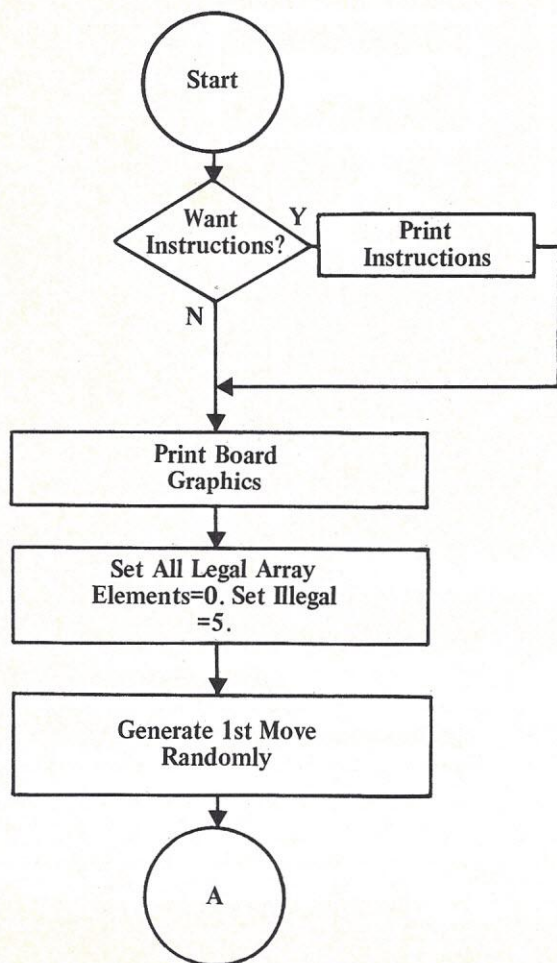 Start
Want
Instructions?
Y
Print
Instructions
N
Print Board
Graphics
Set All Legal Array
Elements=0. Set Illegal
=5.
Generate 1st Move
Randomly
A